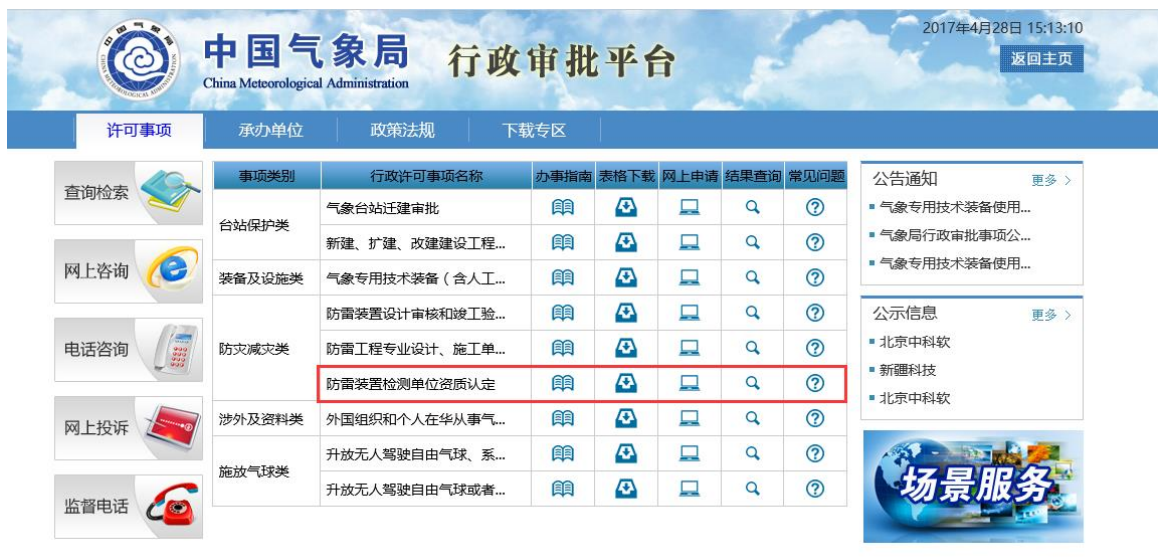 2017年4月28日 15:13:10
中国气象局
China Meteorological Administration
行政审批平台
返回主页
许可事项 承办单位 政策法规 下载专区
查询检索
网上咨询
电话咨询
网上投诉
监督电话
事项类别 行政许可事项名称 办事指南 表格下载 网上申请 结果查询 常见问题
台站保护类
气象台站迁建审批
新建、扩建、改建建设工程...
装备及设施类 气象专用技术装备（含人工...
防灾减灾类
防雷装置设计审核和竣工验...
防雷工程专业设计、施工单...
防雷装置检测单位资质认定
涉外及资料类 外国组织和个人在华从事气...
施放气球类
升放无人驾驶自由气球、系...
升放无人驾驶自由气球或者...
公告通知 更多 >
气象专用技术装备使用...
气象局行政审批事项公...
气象专用技术装备使用...
公示信息 更多 >
北京中科软
新疆科技
北京中科软
场景服务